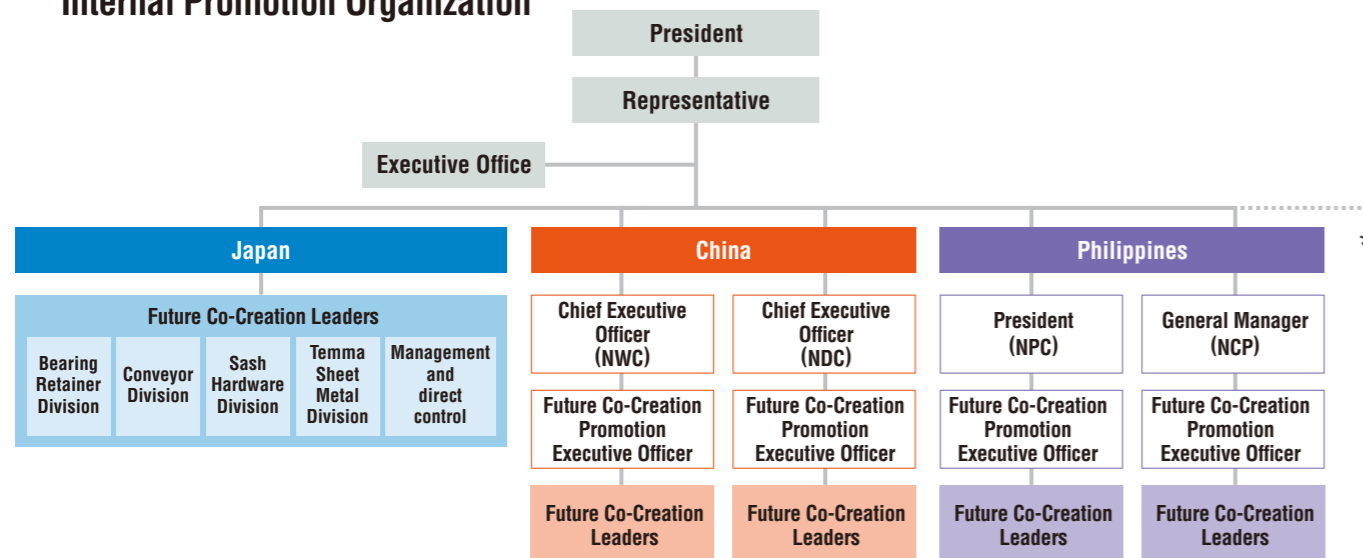 Internal Promotion Organization
President
Representative
Executive Office
Japan
Future Co-Creation Leaders
Bearing
Retainer
Division
Conveyor
Division
Sash
Hardware
Division
Temma
Sheet
Metal
Division
Management
and
direct
control
China
Chief Executive
Officer
(NWC)
Future Co-Creation
Promotion
Executive Officer
Future Co-Creation
Leaders
Chief Executive
Officer
(NDC)
Future Co-Creation
Promotion
Executive Officer
Future Co-Creation
Leaders
Philippines
President
(NPC)
Future Co-Creation
Promotion
Executive Officer
Future Co-Creation
Leaders
General Manager
(NCP)
Future Co-Creation
Promotion
Executive Officer
Future Co-Creation
Leaders